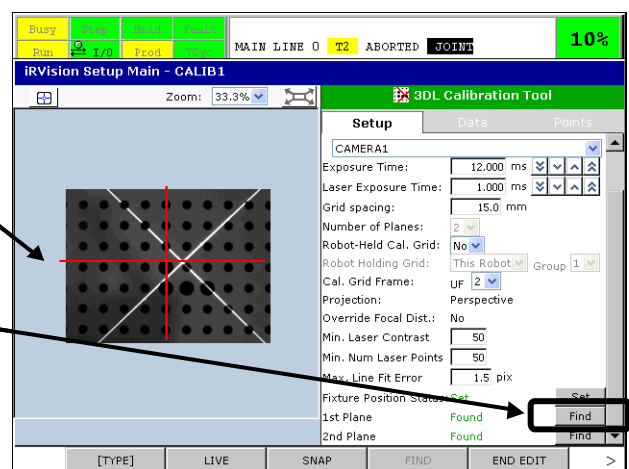 Busy Step Hold Fault
Run I/O Prod TCyc
MAIN LINE 0 T2 ABORTED JOINT
10%
iRVision Setup Main - CALIB1
Zoom: 33.3%
3DL Calibration Tool
Setup Data Points
CAMERA1
Exposure Time: 12.000 ms
Laser Exposure Time: 1.000 ms
Grid spacing: 15.0 mm
Number of Planes: 2
Robot-Held Cal. Grid: No
Robot Holding Grid: This Robot Group 1
Cal. Grid Frame: UF 2
Projection: Perspective
Override Focal Dist.: No
Min. Laser Contrast 50
Min. Num Laser Points 50
Max. Line Fit Error 1.5 pix
Fixture Position Status: Set Set
1st Plane Found Find
2nd Plane Found Find
[TYPE] LIVE SNAP FIND END EDIT >